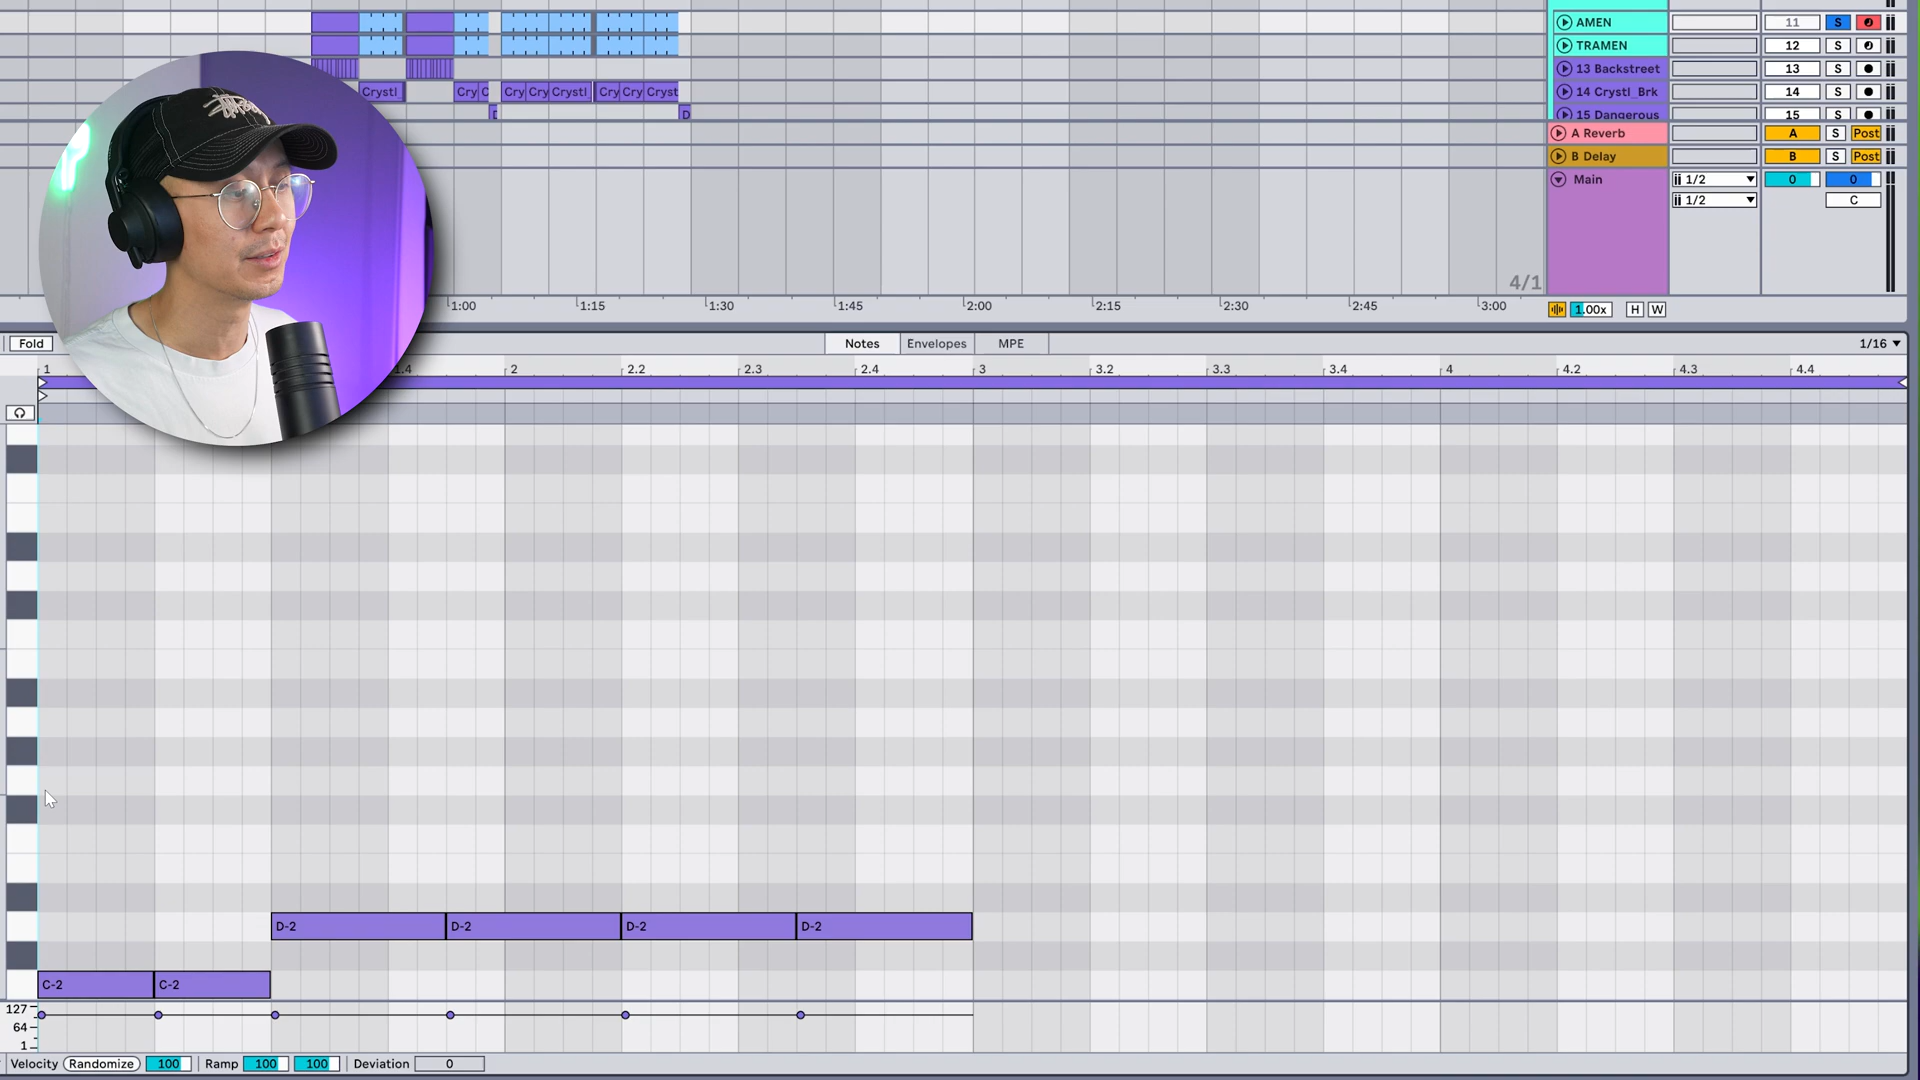 AMEN 11 S
TRAMEN 12 S
13 Backstreet 13 S
Crystl Cry C Cry Cry Crystl Cry Cry Cryst 14 Crystl_Brk 14 S
D D 15 Dangerous 15 S
A Reverb A S Post
B Delay B S Post
Main 1/2 0 0
1/2 C
4/1
1:00 1:15 1:30 1:45 2:00 2:15 2:30 2:45 3:00 1.00x H W
Fold Notes Envelopes MPE 1/16
1 1.4 2 2.2 2.3 2.4 3 3.2 3.3 3.4 4 4.2 4.3 4.4
D-2 D-2 D-2 D-2
C-2 C-2
127
64
1
Velocity Randomize 100 Ramp 100 100 Deviation 0